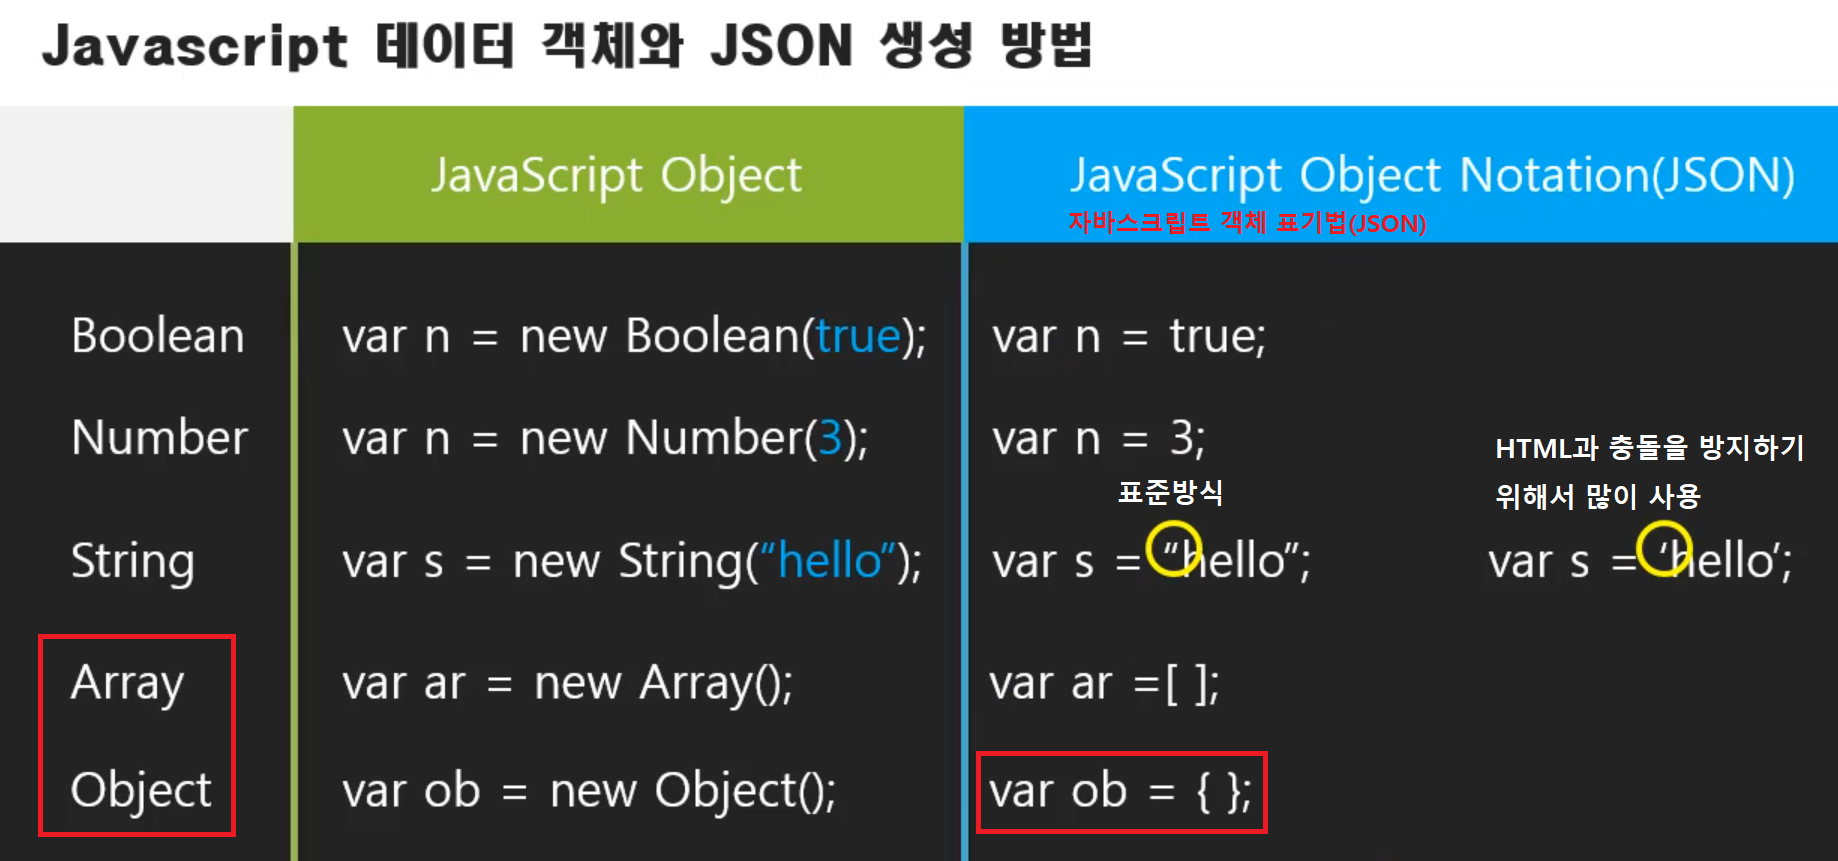 Javascript 데이터 객체와 JSON 생성 방법
JavaScript Object
JavaScript Object Notation(JSON)
자바스크립트 객체 표기법(JSON)
Boolean
var n = new Boolean(true);
var n = true;
Number
var n = new Number(3);
var n = 3;
HTML과 충돌을 방지하기
위해서 많이 사용
표준방식
String
var s = new String(“hello”);
var s = “hello”;
var s = ‘hello’;
Array
var ar = new Array();
var ar =[ ];
Object
var ob = new Object();
var ob = { };